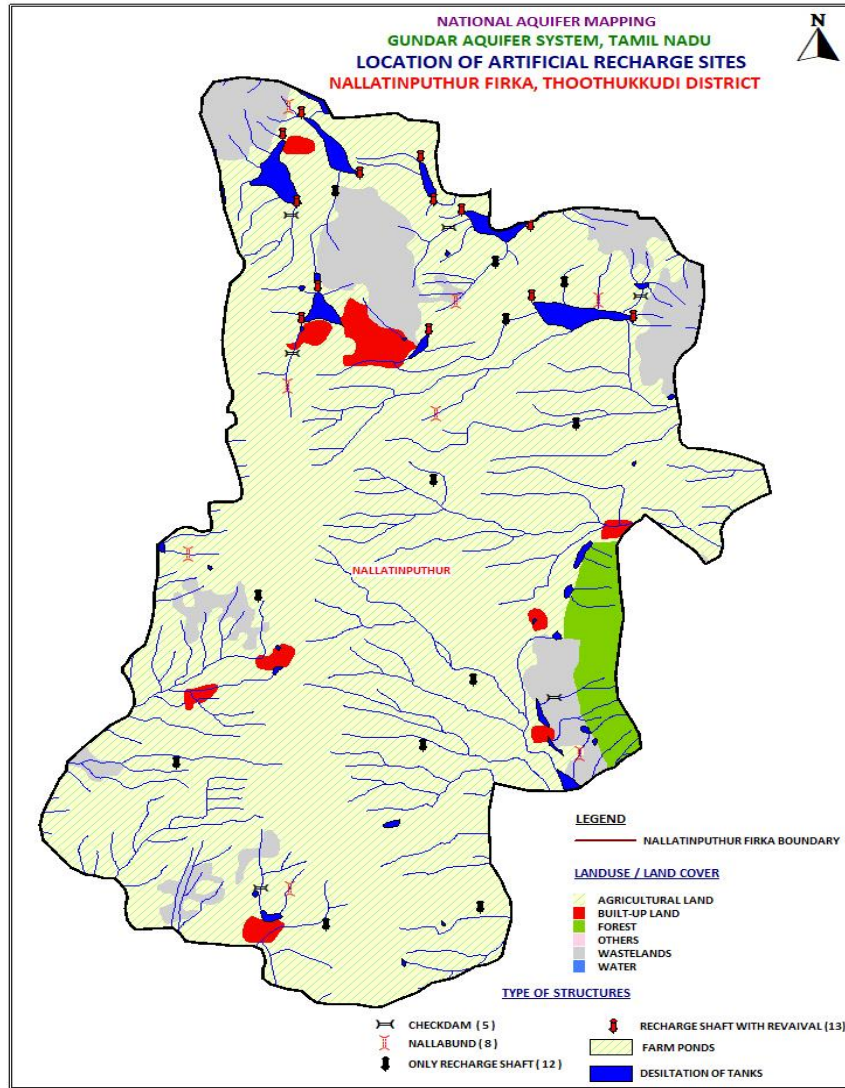 NATIONAL AQUIFER MAPPING
GUNDAR AQUIFER SYSTEM, TAMIL NADU
LOCATION OF ARTIFICIAL RECHARGE SITES
NALLATINPUTHUR FIRKA, THOOTHUKKUDI DISTRICT
N
NALLATINPUTHUR
LEGEND
NALLATINPUTHUR FIRKA BOUNDARY
LANDUSE / LAND COVER
AGRICULTURAL LAND
BUILT-UP LAND
FOREST
OTHERS
WASTELANDS
WATER
TYPE OF STRUCTURES
CHECKDAM ( 5 )
NALLABUND ( 8 )
ONLY RECHARGE SHAFT ( 12 )
RECHARGE SHAFT WITH REVAIVAL (13)
FARM PONDS
DESILTATION OF TANKS